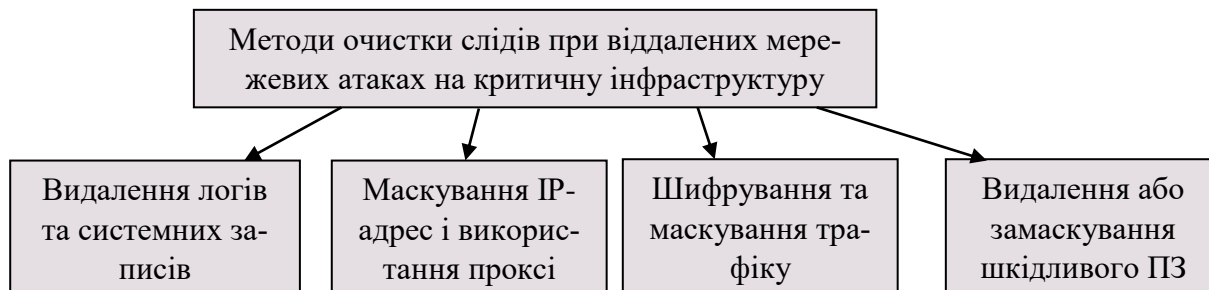 Методи очистки слідів при віддалених мере-
жевих атаках на критичну інфраструктуру
Видалення логів
та системних за-
писів
Маскування IP-
адрес і викорис-
тання проксі
Шифрування та
маскування тра-
фіку
Видалення або
замаскування
шкідливого ПЗ